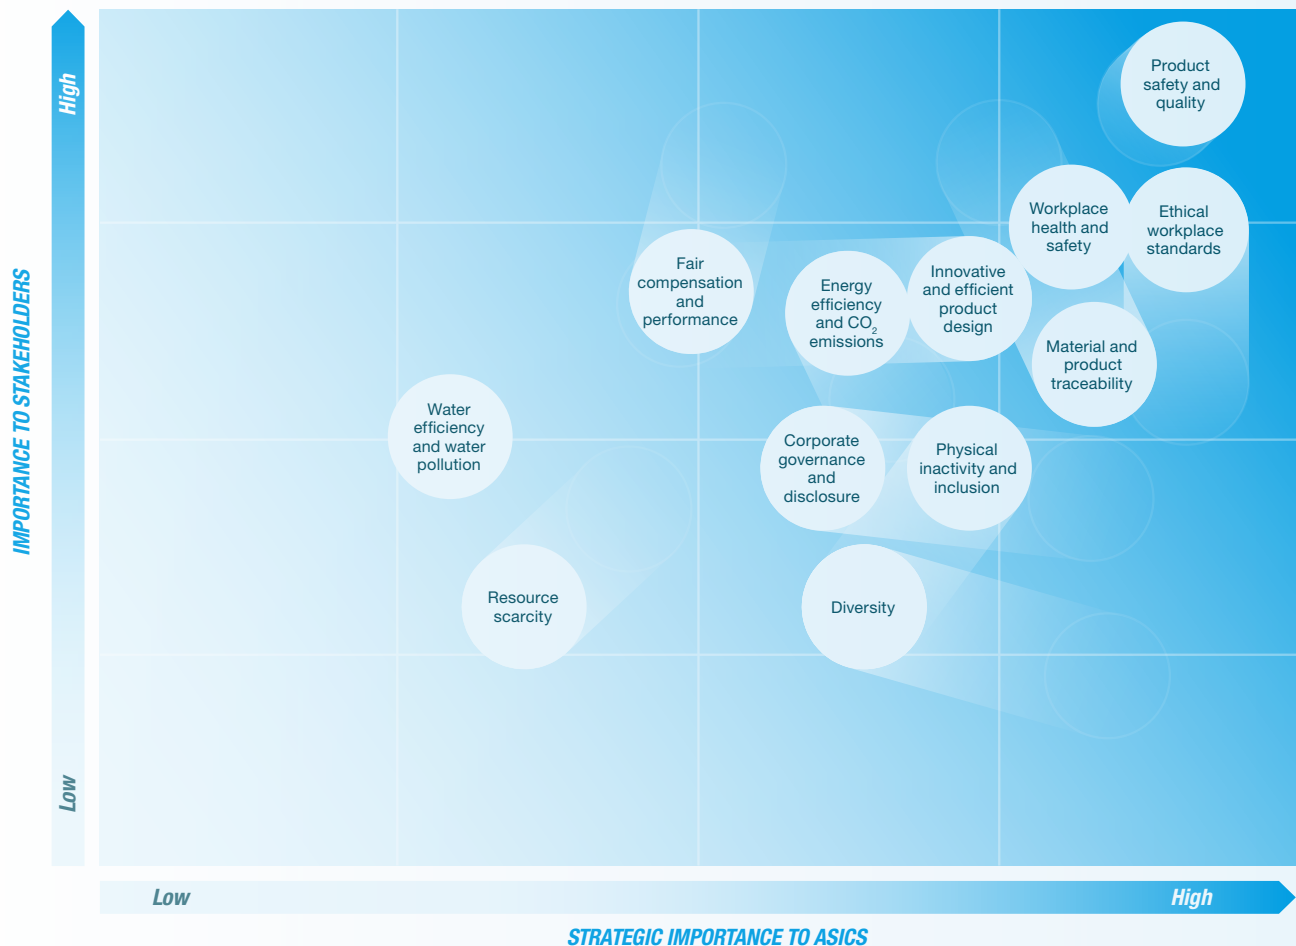 High
Low
IMPORTANCE TO STAKEHOLDERS
Product
safety and
quality
Workplace
health and
safety
Ethical
workplace
standards
Fair
compensation
and
performance
Energy
efficiency
and CO₂
emissions
Innovative
and efficient
product
design
Material and
product
traceability
Water
efficiency
and water
pollution
Corporate
governance
and
disclosure
Physical
inactivity and
inclusion
Resource
scarcity
Diversity
Low
High
STRATEGIC IMPORTANCE TO ASICS